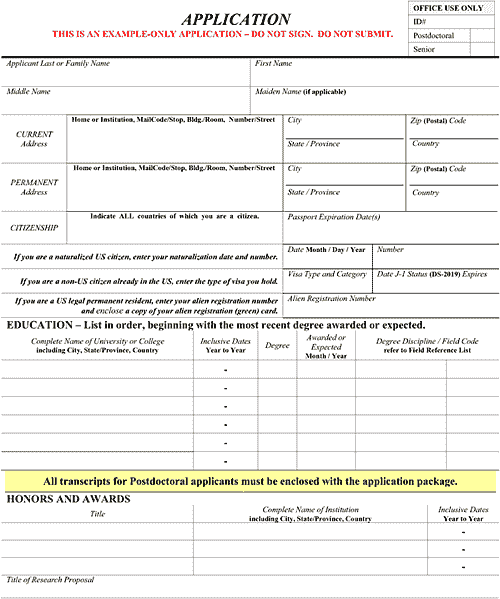 APPLICATION
THIS IS AN EXAMPLE-ONLY APPLICATION – DO NOT SIGN. DO NOT SUBMIT.
OFFICE USE ONLY
ID#
Postdoctoral
Senior
Applicant Last or Family Name
First Name
Middle Name
Maiden Name (if applicable)
CURRENT
Address
Home or Institution, MailCode/Stop, Bldg./Room, Number/Street
City
Zip (Postal) Code
State / Province
Country
PERMANENT
Address
Home or Institution, MailCode/Stop, Bldg./Room, Number/Street
City
Zip (Postal) Code
State / Province
Country
CITIZENSHIP
Indicate ALL countries of which you are a citizen.
Passport Expiration Date(s)
If you are a naturalized US citizen, enter your naturalization date and number.
Date Month / Day / Year
Number
If you are a non-US citizen already in the US, enter the type of visa you hold.
Visa Type and Category
Date J-1 Status (DS-2019) Expires
If you are a US legal permanent resident, enter your alien registration number
and enclose a copy of your alien registration (green) card.
Alien Registration Number
EDUCATION – List in order, beginning with the most recent degree awarded or expected.
Complete Name of University or College
including City, State/Province, Country
Inclusive Dates
Year to Year
Degree
Awarded or
Expected
Month / Year
Degree Discipline / Field Code
refer to Field Reference List
-
-
-
-
-
-
All transcripts for Postdoctoral applicants must be enclosed with the application package.
HONORS AND AWARDS
Title
Complete Name of Institution
including City, State/Province, Country
Inclusive Dates
Year to Year
-
-
Title of Research Proposal